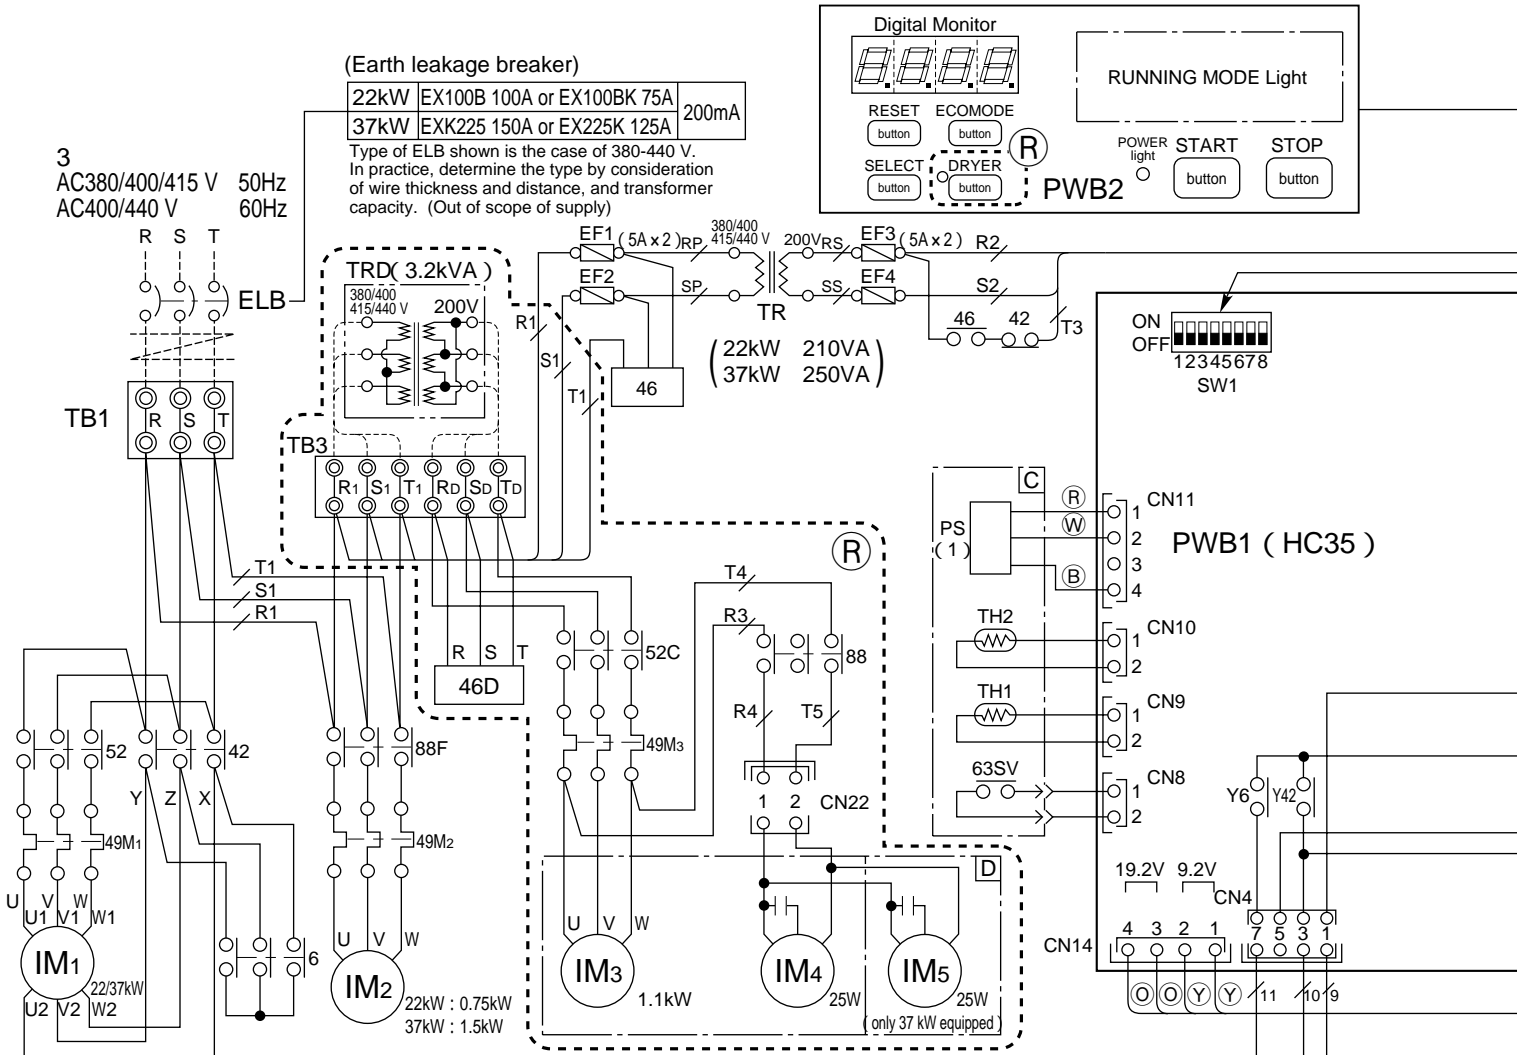 (Earth leakage breaker)
22kW EX100B 100A or EX100BK 75A 200mA
37kW EXK225 150A or EX225K 125A
Type of ELB shown is the case of 380-440 V.
In practice, determine the type by consideration
of wire thickness and distance, and transformer
capacity. (Out of scope of supply)
3
AC380/400/415 V 50Hz
AC400/440 V 60Hz
R S T
ELB
TB1
R S T
Digital Monitor
8.8.8.8.
RUNNING MODE Light
RESET ECOMODE
button button
SELECT DRYER
button button
R
PWB2
POWER
light
START STOP
button button
TRD( 3.2kVA )
380/400
415/440 V
200V
TB3
R1 S1 T1 RD SD TD
EF1 ( 5A × 2 ) RP
EF2 SP
380/400
415/440 V
200V
TR
RS EF3 ( 5A × 2 ) R2
SS EF4 S2
46 42 T3
R1
S1
T1
46
( 22kW 210VA )
37kW 250VA
ON
OFF
12345678
SW1
R
C
PS
( 1 )
R
W
B
CN11
1
2
3
4
PWB1 ( HC35 )
TH2
CN10
1
2
TH1
CN9
1
2
63SV
CN8
1
2
T1
S1
R1
R S T
46D
52C
T4
R3
88
R4 T5
49M3
CN22
1 2
52
42
Y Z X
88F
49M1
49M2
U V W
U1 V1 W1
IM1
22/37kW
U2 V2 W2
6
U V W
IM2
22kW : 0.75kW
37kW : 1.5kW
D
U V W
IM3
1.1kW
IM4
25W
IM5
25W
( only 37 kW equipped )
Y6 Y42
19.2V 9.2V
CN4
7 5 3 1
CN14
4 3 2 1
O O Y Y
11 10 9